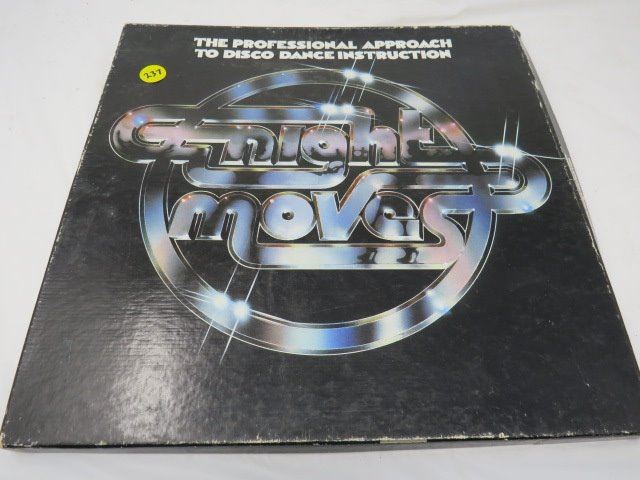 THE PROFESSIONAL APPROACH
TO DISCO DANCE INSTRUCTION
237
night
moves